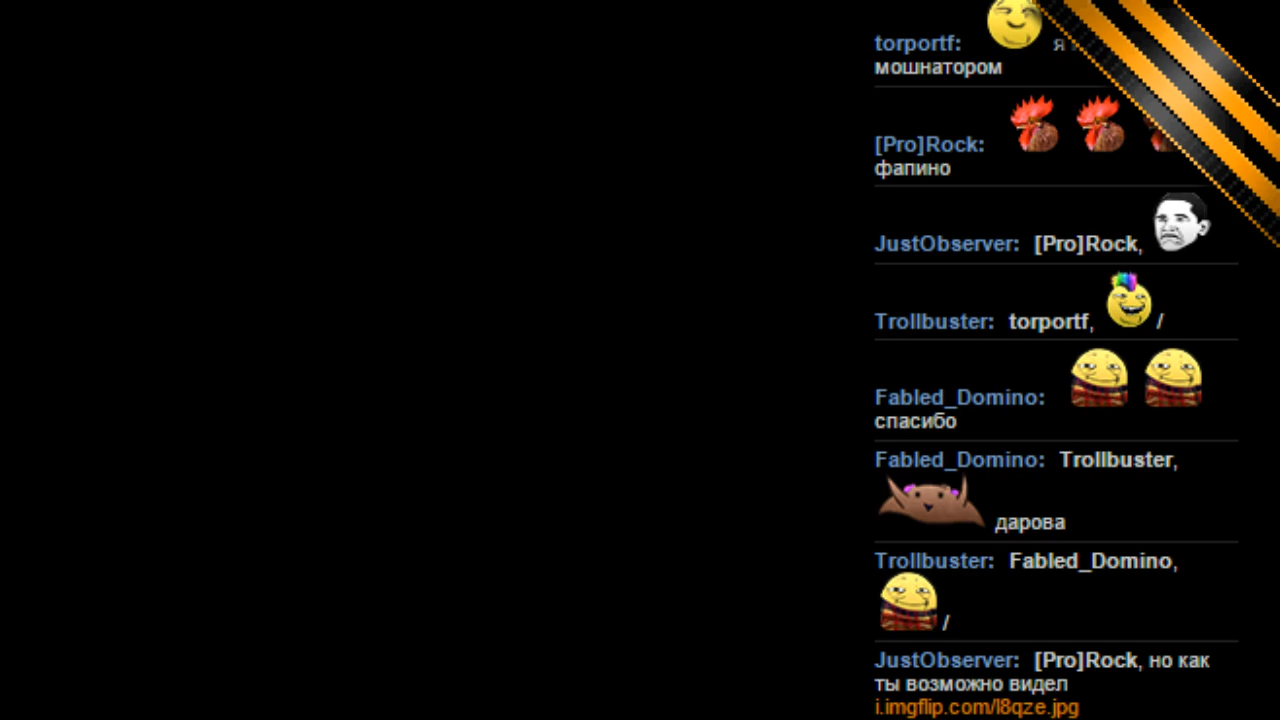 torportf: я
мошнатором
[Pro]Rock:
фапино
JustObserver: [Pro]Rock,
Trollbuster: torportf, /
Fabled_Domino:
спасибо
Fabled_Domino: Trollbuster,
дарова
Trollbuster: Fabled_Domino,
/
JustObserver: [Pro]Rock, но как
ты возможно видел
i.imgflip.com/l8qze.jpg